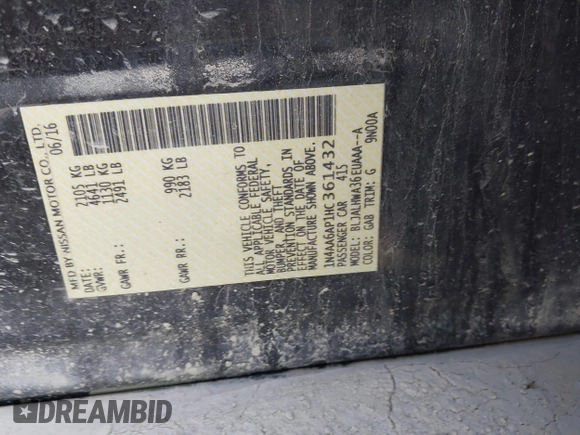 MFD BY NISSAN MOTOR CO., LTD.
DATE: 06/16
GVWR: 2105 KG
4641 LB
GAWR FR.: 1130 KG
2491 LB
GAWR RR.: 990 KG
2183 LB
THIS VEHICLE CONFORMS TO
ALL APPLICABLE FEDERAL
MOTOR VEHICLE SAFETY,
BUMPER, AND THEFT
PREVENTION STANDARDS IN
EFFECT ON THE DATE OF
MANUFACTURE SHOWN ABOVE.
1N4AA6AP1HC361432
PASSENGER CAR 415
MODEL: BLJALHWA36EUAAA--A
COLOR: GAB TRIM: G 9W00A
DREAMBID